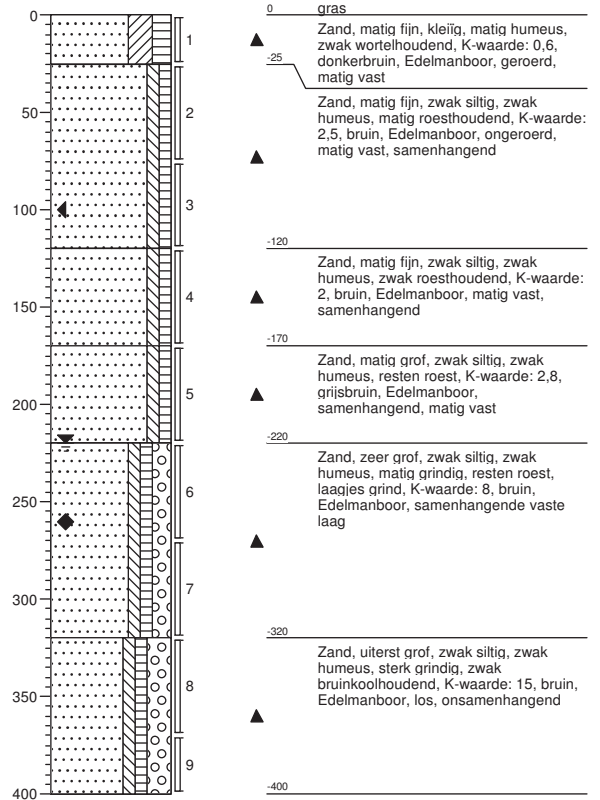 0
50
100
150
200
250
300
350
400
1
2
3
4
5
6
7
8
9
0
gras
Zand, matig fijn, kleiïg, matig humeus,
zwak wortelhoudend, K-waarde: 0,6,
donkerbruin, Edelmanboor, geroerd,
matig vast
-25
Zand, matig fijn, zwak siltig, zwak
humeus, matig roesthoudend, K-waarde:
2,5, bruin, Edelmanboor, ongeroerd,
matig vast, samenhangend
-120
Zand, matig fijn, zwak siltig, zwak
humeus, zwak roesthoudend, K-waarde:
2, bruin, Edelmanboor, matig vast,
samenhangend
-170
Zand, matig grof, zwak siltig, zwak
humeus, resten roest, K-waarde: 2,8,
grijsbruin, Edelmanboor,
samenhangend, matig vast
-220
Zand, zeer grof, zwak siltig, zwak
humeus, matig grindig, resten roest,
laagjes grind, K-waarde: 8, bruin,
Edelmanboor, samenhangende vaste
laag
-320
Zand, uiterst grof, zwak siltig, zwak
humeus, sterk grindig, zwak
bruinkoolhoudend, K-waarde: 15, bruin,
Edelmanboor, los, onsamenhangend
-400